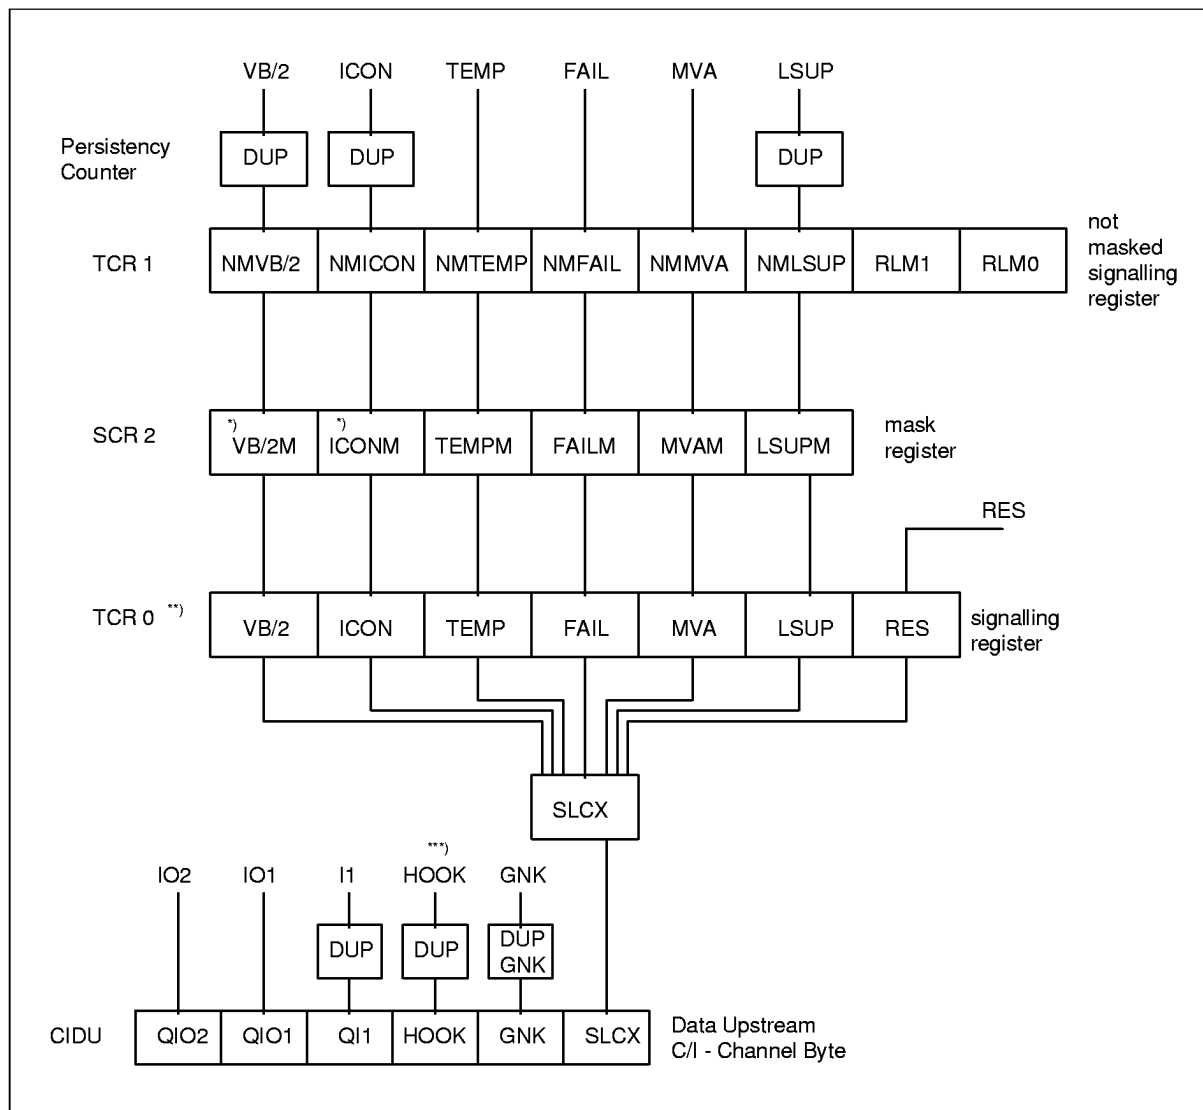 VB/2 ICON TEMP FAIL MVA LSUP
Persistency
Counter
DUP DUP DUP
TCR 1
NMVB/2 NMICON NMTEMP NMFAIL NMMVA NMLSUP RLM1 RLM0
not
masked
signalling
register
SCR 2
*) VB/2M *) ICONM TEMPM FAILM MVAM LSUPM
mask
register
RES
TCR 0 **)
VB/2 ICON TEMP FAIL MVA LSUP RES
signalling
register
SLCX
***)
IO2 IO1 I1 HOOK GNK
DUP DUP DUP
GNK
CIDU
QIO2 QIO1 QI1 HOOK GNK SLCX
Data Upstream
C/I - Channel Byte